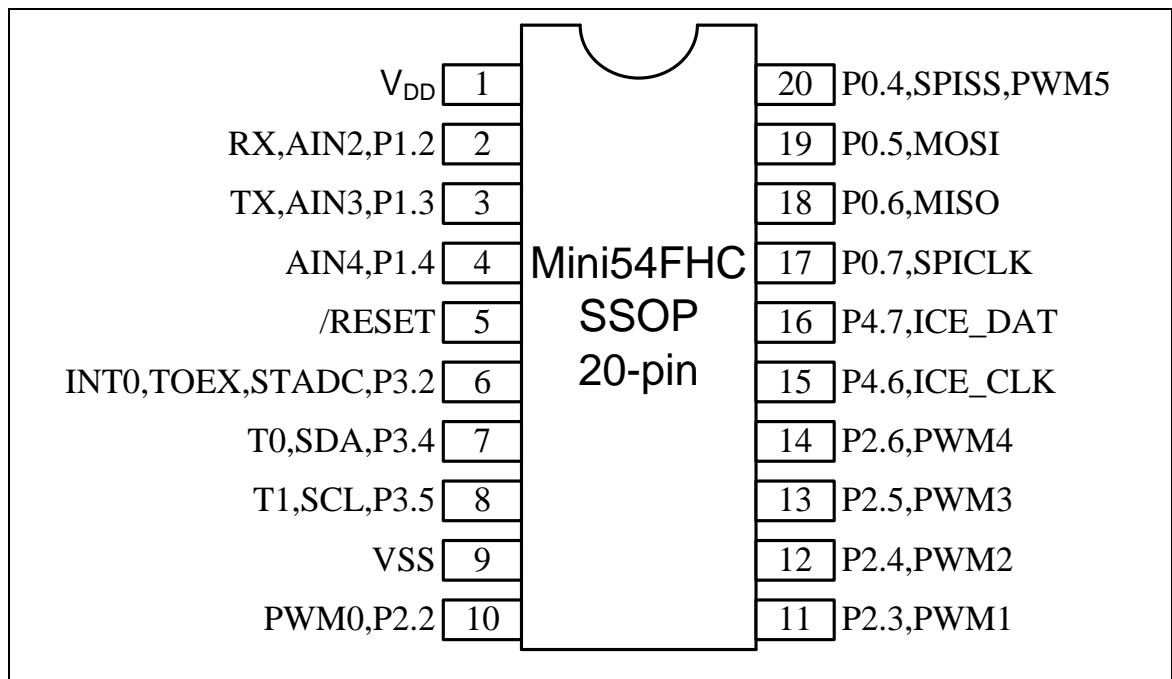 V_DD 1
RX,AIN2,P1.2 2
TX,AIN3,P1.3 3
AIN4,P1.4 4
/RESET 5
INT0,TOEX,STADC,P3.2 6
T0,SDA,P3.4 7
T1,SCL,P3.5 8
VSS 9
PWM0,P2.2 10
Mini54FHC
SSOP
20-pin
20 P0.4,SPISS,PWM5
19 P0.5,MOSI
18 P0.6,MISO
17 P0.7,SPICLK
16 P4.7,ICE_DAT
15 P4.6,ICE_CLK
14 P2.6,PWM4
13 P2.5,PWM3
12 P2.4,PWM2
11 P2.3,PWM1